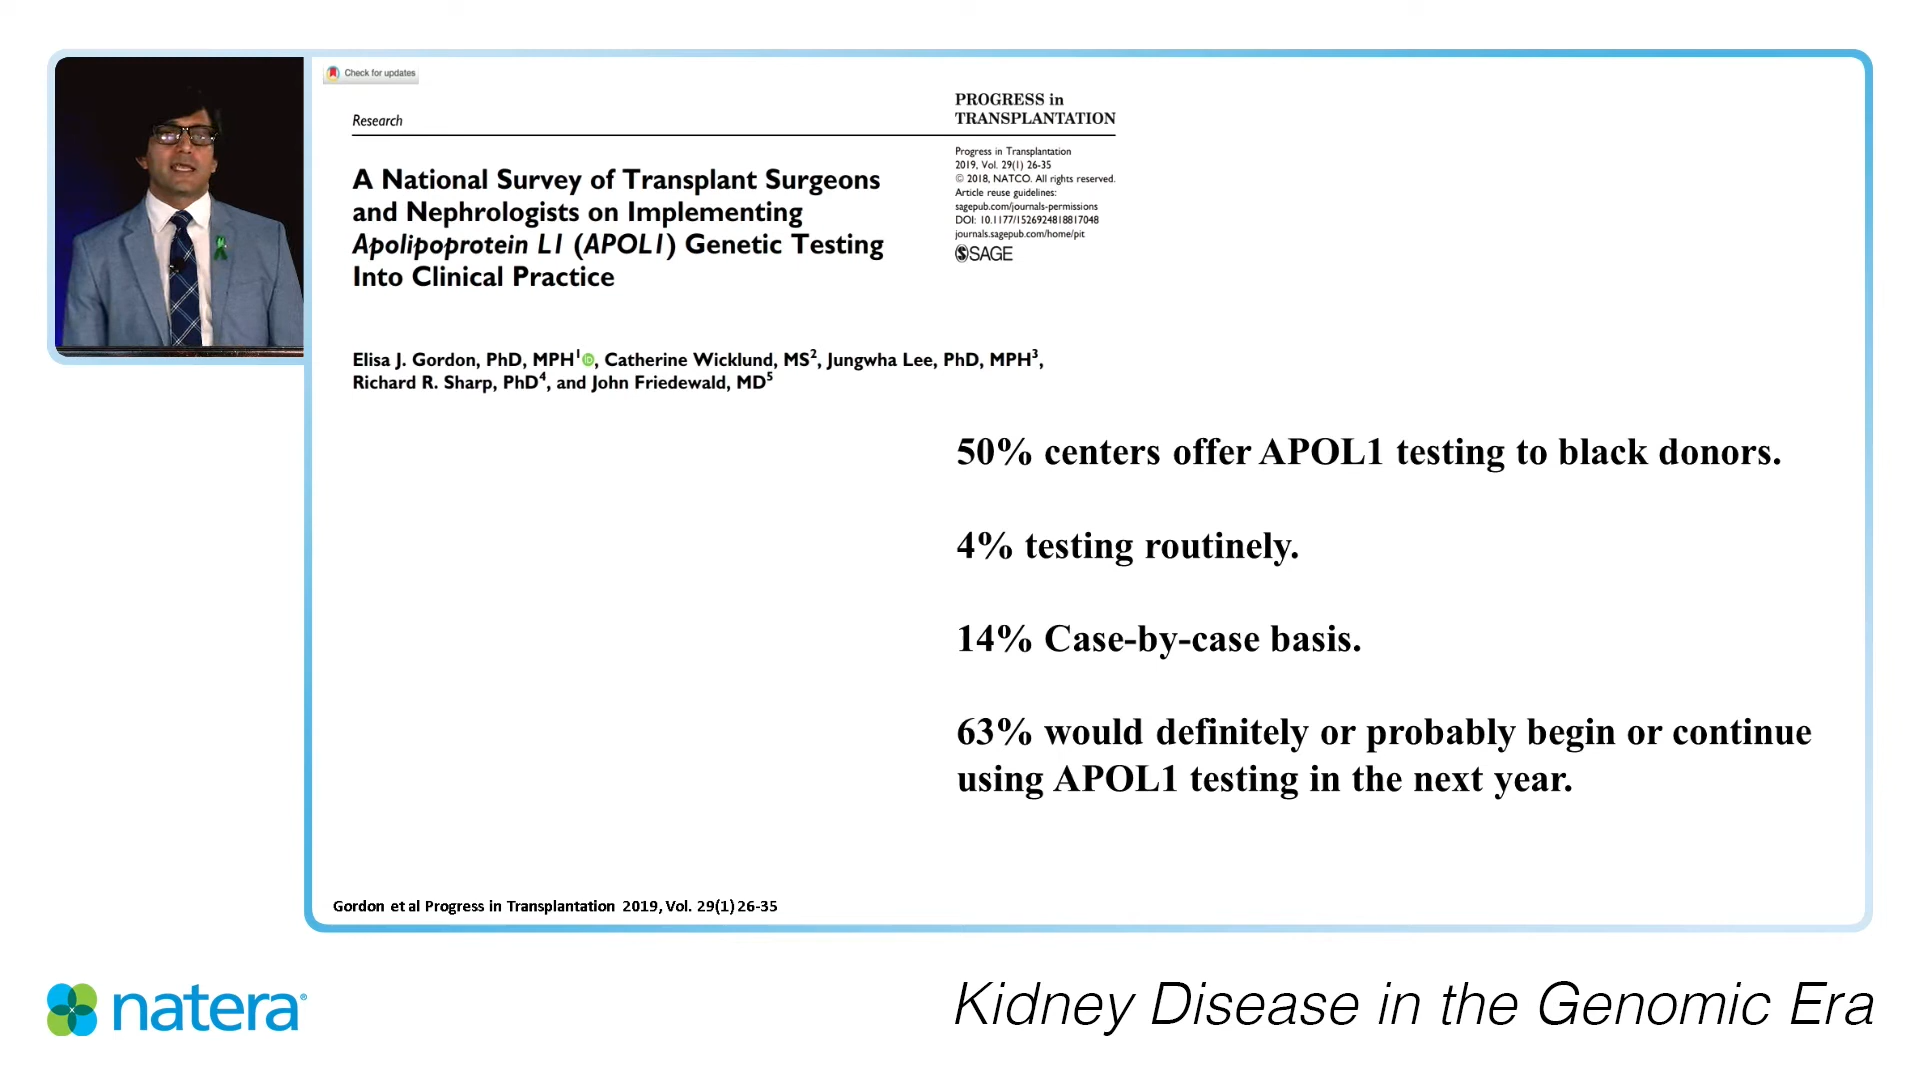 Check for updates
Research
PROGRESS in
TRANSPLANTATION
Progress in Transplantation
2019, Vol. 29(1) 26-35
© 2018, NATCO. All rights reserved.
Article reuse guidelines:
sagepub.com/journals-permissions
DOI: 10.1177/1526924818817048
journals.sagepub.com/home/pit
SAGE
A National Survey of Transplant Surgeons
and Nephrologists on Implementing
Apolipoprotein L1 (APOL1) Genetic Testing
Into Clinical Practice
Elisa J. Gordon, PhD, MPH1 iD, Catherine Wicklund, MS2, Jungwha Lee, PhD, MPH3,
Richard R. Sharp, PhD4, and John Friedewald, MD5
50% centers offer APOL1 testing to black donors.
4% testing routinely.
14% Case-by-case basis.
63% would definitely or probably begin or continue
using APOL1 testing in the next year.
Gordon et al Progress in Transplantation 2019, Vol. 29(1) 26-35
natera®
Kidney Disease in the Genomic Era